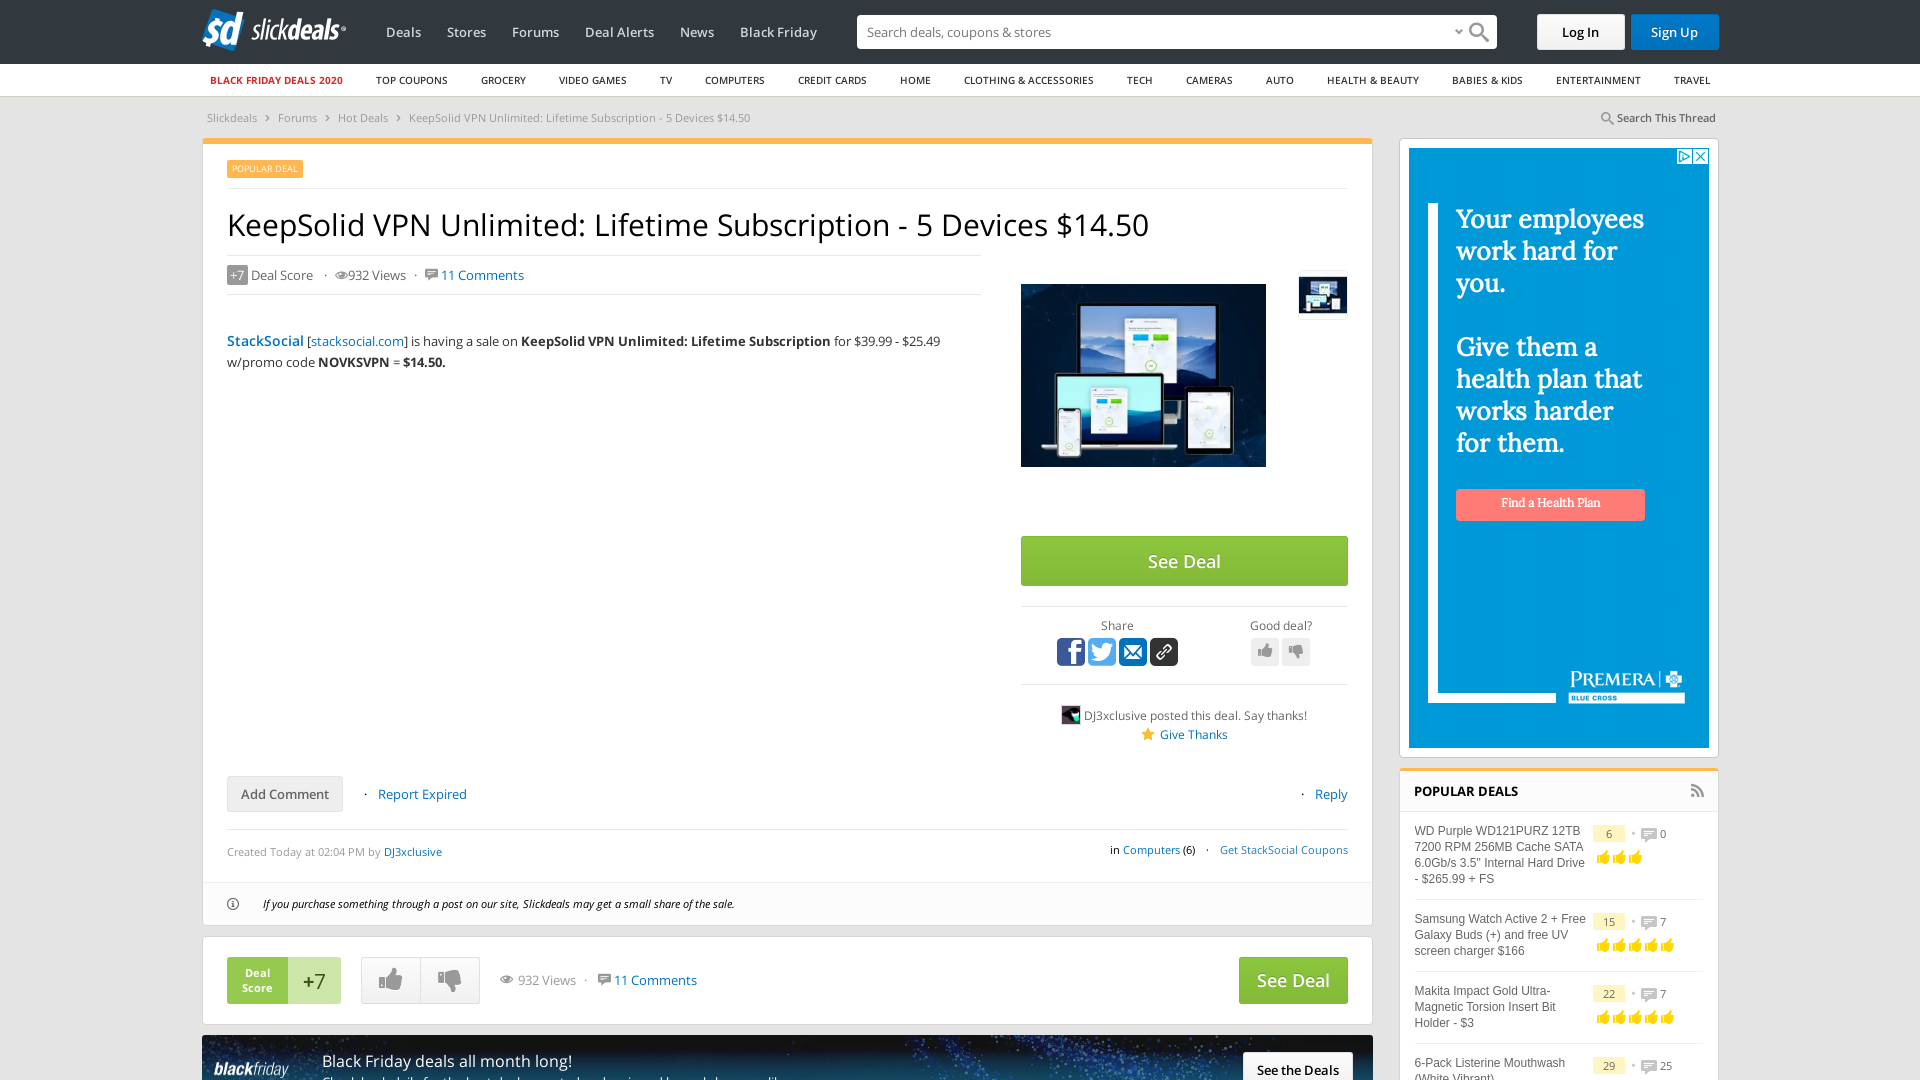 slickdeals
Deals Stores Forums Deal Alerts News Black Friday
Search deals, coupons & stores
Log In Sign Up
BLACK FRIDAY DEALS 2020 TOP COUPONS GROCERY VIDEO GAMES TV COMPUTERS CREDIT CARDS HOME CLOTHING & ACCESSORIES TECH CAMERAS AUTO HEALTH & BEAUTY BABIES & KIDS ENTERTAINMENT TRAVEL
Slickdeals > Forums > Hot Deals > KeepSolid VPN Unlimited: Lifetime Subscription - 5 Devices $14.50
Search This Thread
POPULAR DEAL
KeepSolid VPN Unlimited: Lifetime Subscription - 5 Devices $14.50
+7 Deal Score · 932 Views · 11 Comments
StackSocial [stacksocial.com] is having a sale on KeepSolid VPN Unlimited: Lifetime Subscription for $39.99 - $25.49
w/promo code NOVKSVPN = $14.50.
See Deal
Share
Good deal?
DJ3xclusive posted this deal. Say thanks!
Give Thanks
Add Comment · Report Expired
· Reply
Created Today at 02:04 PM by DJ3xclusive
in Computers (6) · Get StackSocial Coupons
If you purchase something through a post on our site, Slickdeals may get a small share of the sale.
Deal
Score
+7
932 Views · 11 Comments
See Deal
blackfriday
Black Friday deals all month long!
See the Deals
Your employees
work hard for
you.
Give them a
health plan that
works harder
for them.
Find a Health Plan
PREMERA
BLUE CROSS
POPULAR DEALS
WD Purple WD121PURZ 12TB
7200 RPM 256MB Cache SATA
6.0Gb/s 3.5" Internal Hard Drive
- $265.99 + FS
6 • 0
Samsung Watch Active 2 + Free
Galaxy Buds (+) and free UV
screen charger $166
15 • 7
Makita Impact Gold Ultra-
Magnetic Torsion Insert Bit
Holder - $3
22 • 7
6-Pack Listerine Mouthwash
(White Vibrant)
29 • 25